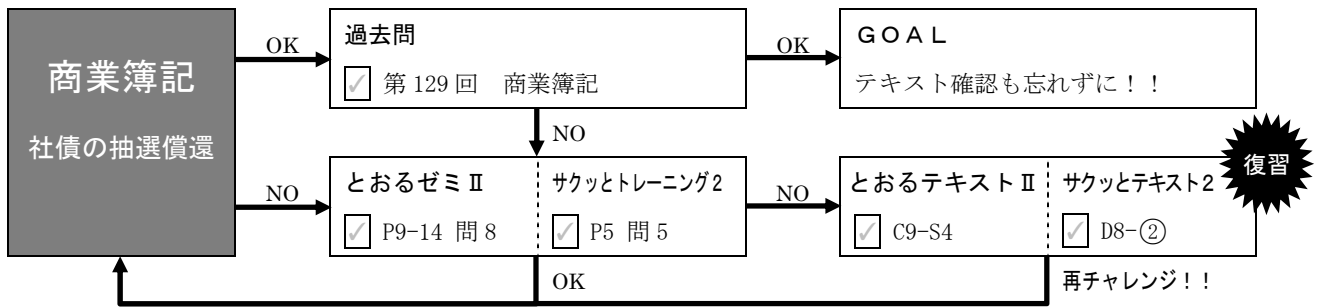 商業簿記
社債の抽選償還
OK
過去問
✓ 第129回 商業簿記
OK
GOAL
テキスト確認も忘れずに！！
NO
NO
とおるゼミⅡ
✓ P9-14 問8
サクッとトレーニング2
✓ P5 問5
NO
とおるテキストⅡ
✓ C9-S4
サクッとテキスト2
✓ D8-②
復習
OK
再チャレンジ！！